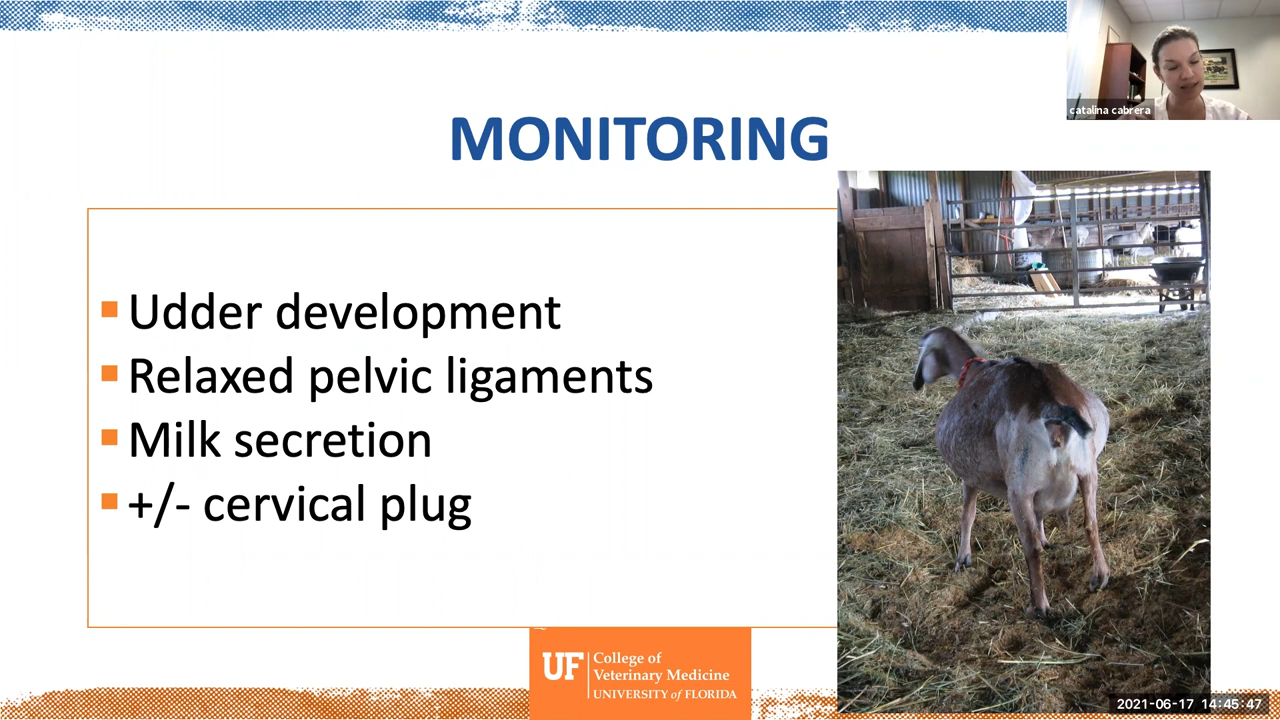 catalina cabrera
MONITORING
Udder development
Relaxed pelvic ligaments
Milk secretion
+/- cervical plug
UF
College of
Veterinary Medicine
UNIVERSITY of FLORIDA
2021-06-17 14:45:47